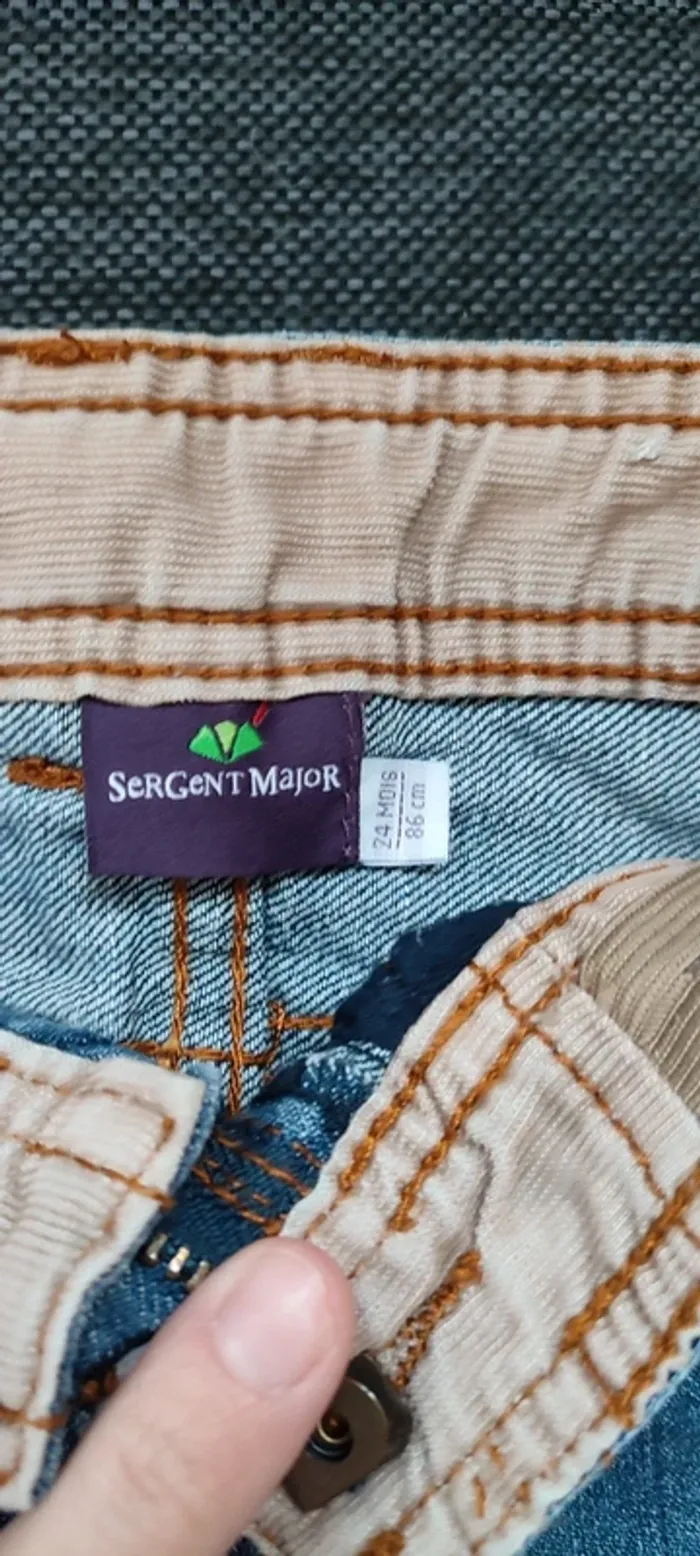 SerGent Major
24 MOIS
86 cm